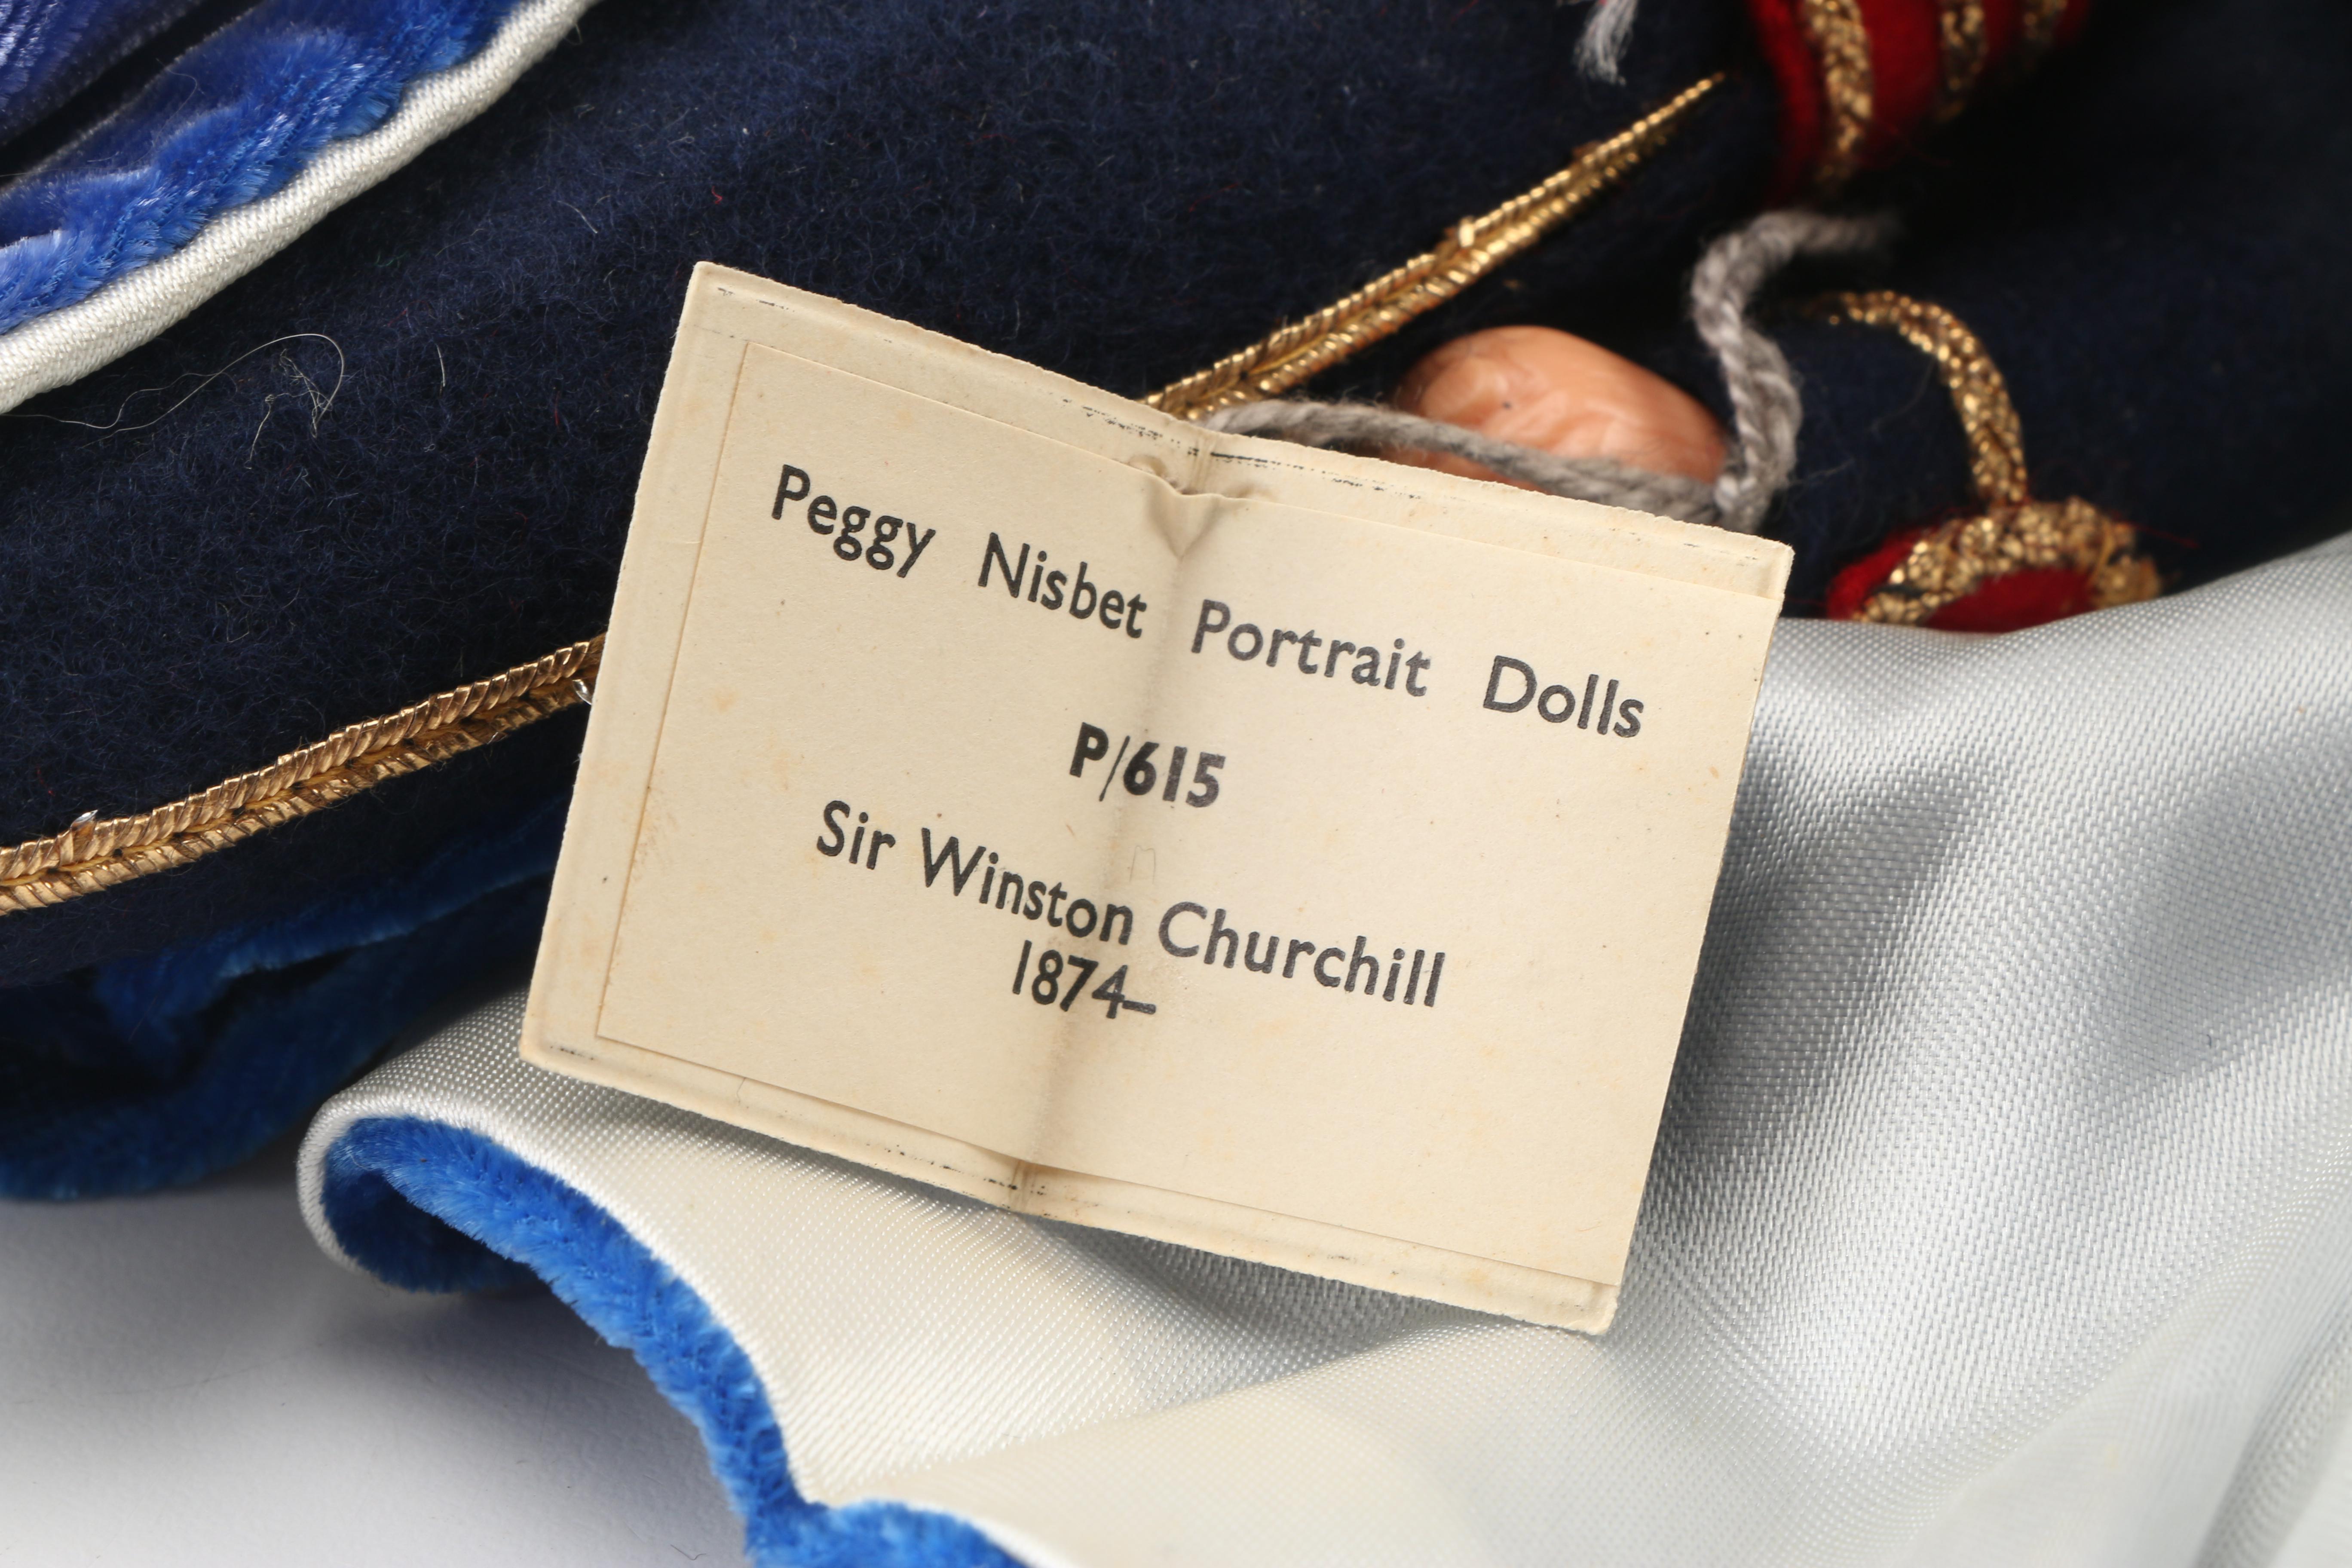 Peggy Nisbet Portrait Dolls
P/615
Sir Winston Churchill
1874–